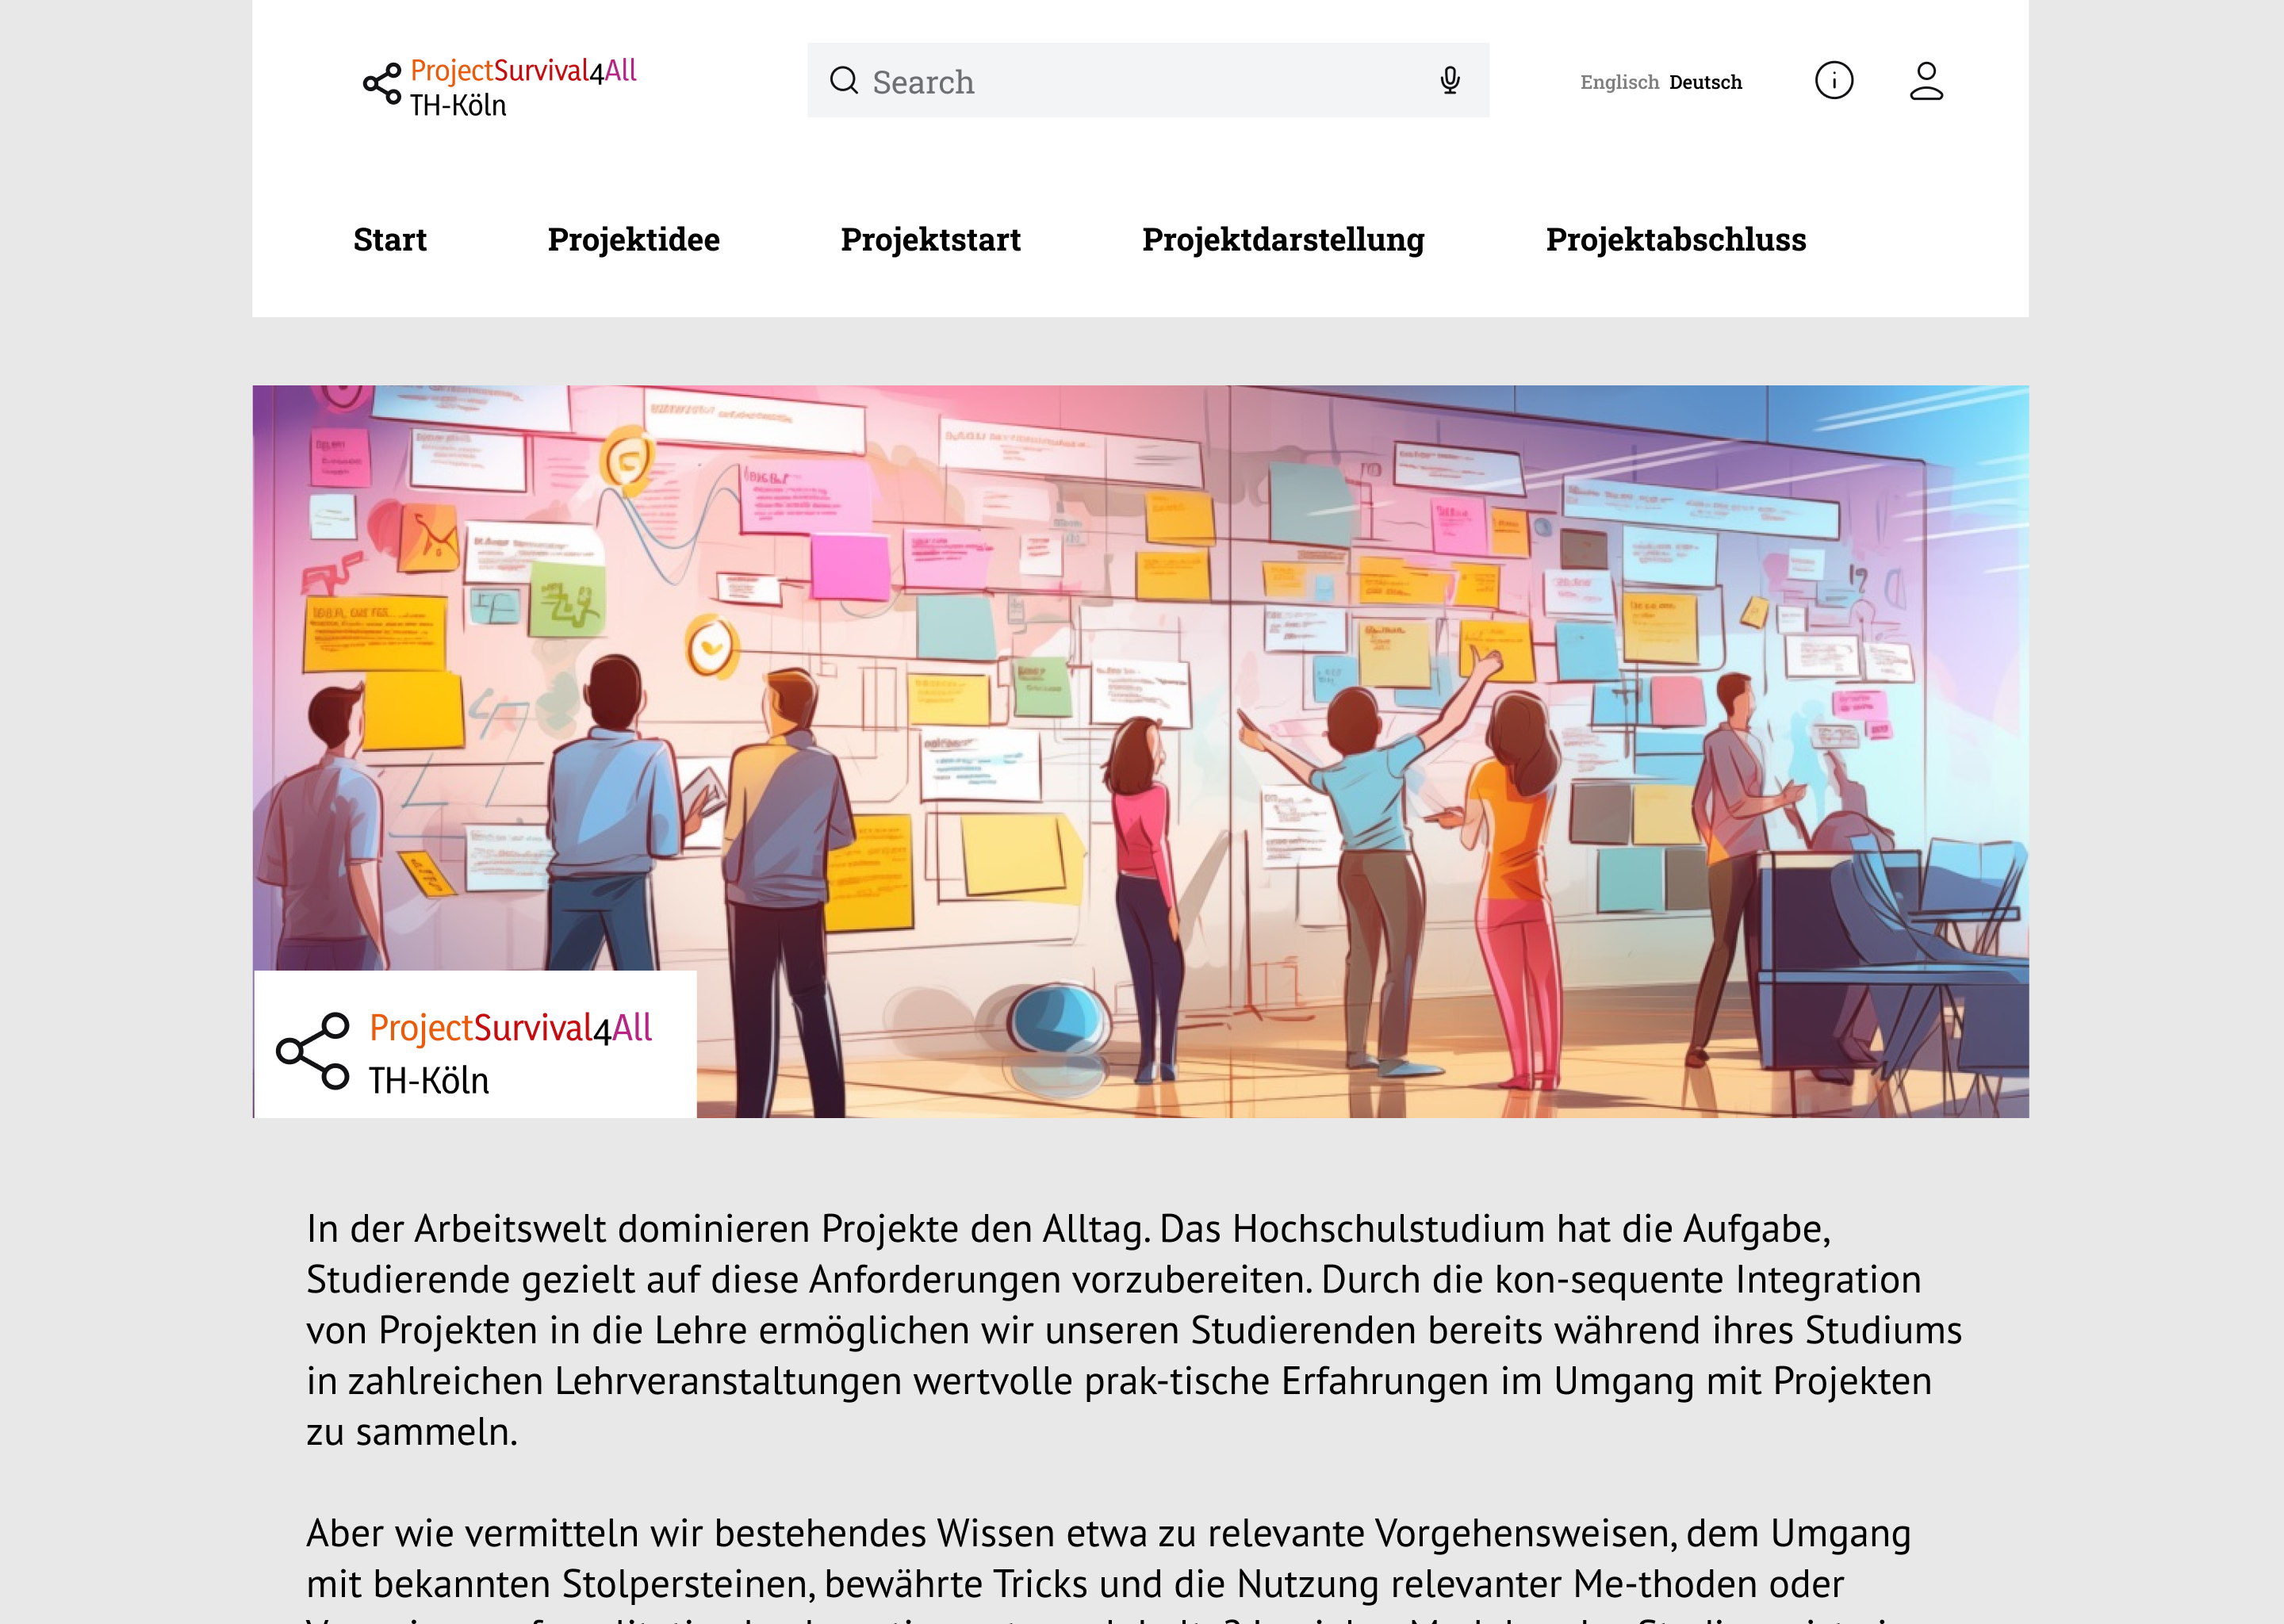 ProjectSurvival4All
TH-Köln
Search
Englisch Deutsch
Start Projektidee Projektstart Projektdarstellung Projektabschluss
ProjectSurvival4All
TH-Köln
In der Arbeitswelt dominieren Projekte den Alltag. Das Hochschulstudium hat die Aufgabe,
Studierende gezielt auf diese Anforderungen vorzubereiten. Durch die kon-sequente Integration
von Projekten in die Lehre ermöglichen wir unseren Studierenden bereits während ihres Studiums
in zahlreichen Lehrveranstaltungen wertvolle prak-tische Erfahrungen im Umgang mit Projekten
zu sammeln.
Aber wie vermitteln wir bestehendes Wissen etwa zu relevante Vorgehensweisen, dem Umgang
mit bekannten Stolpersteinen, bewährte Tricks und die Nutzung relevanter Me-thoden oder